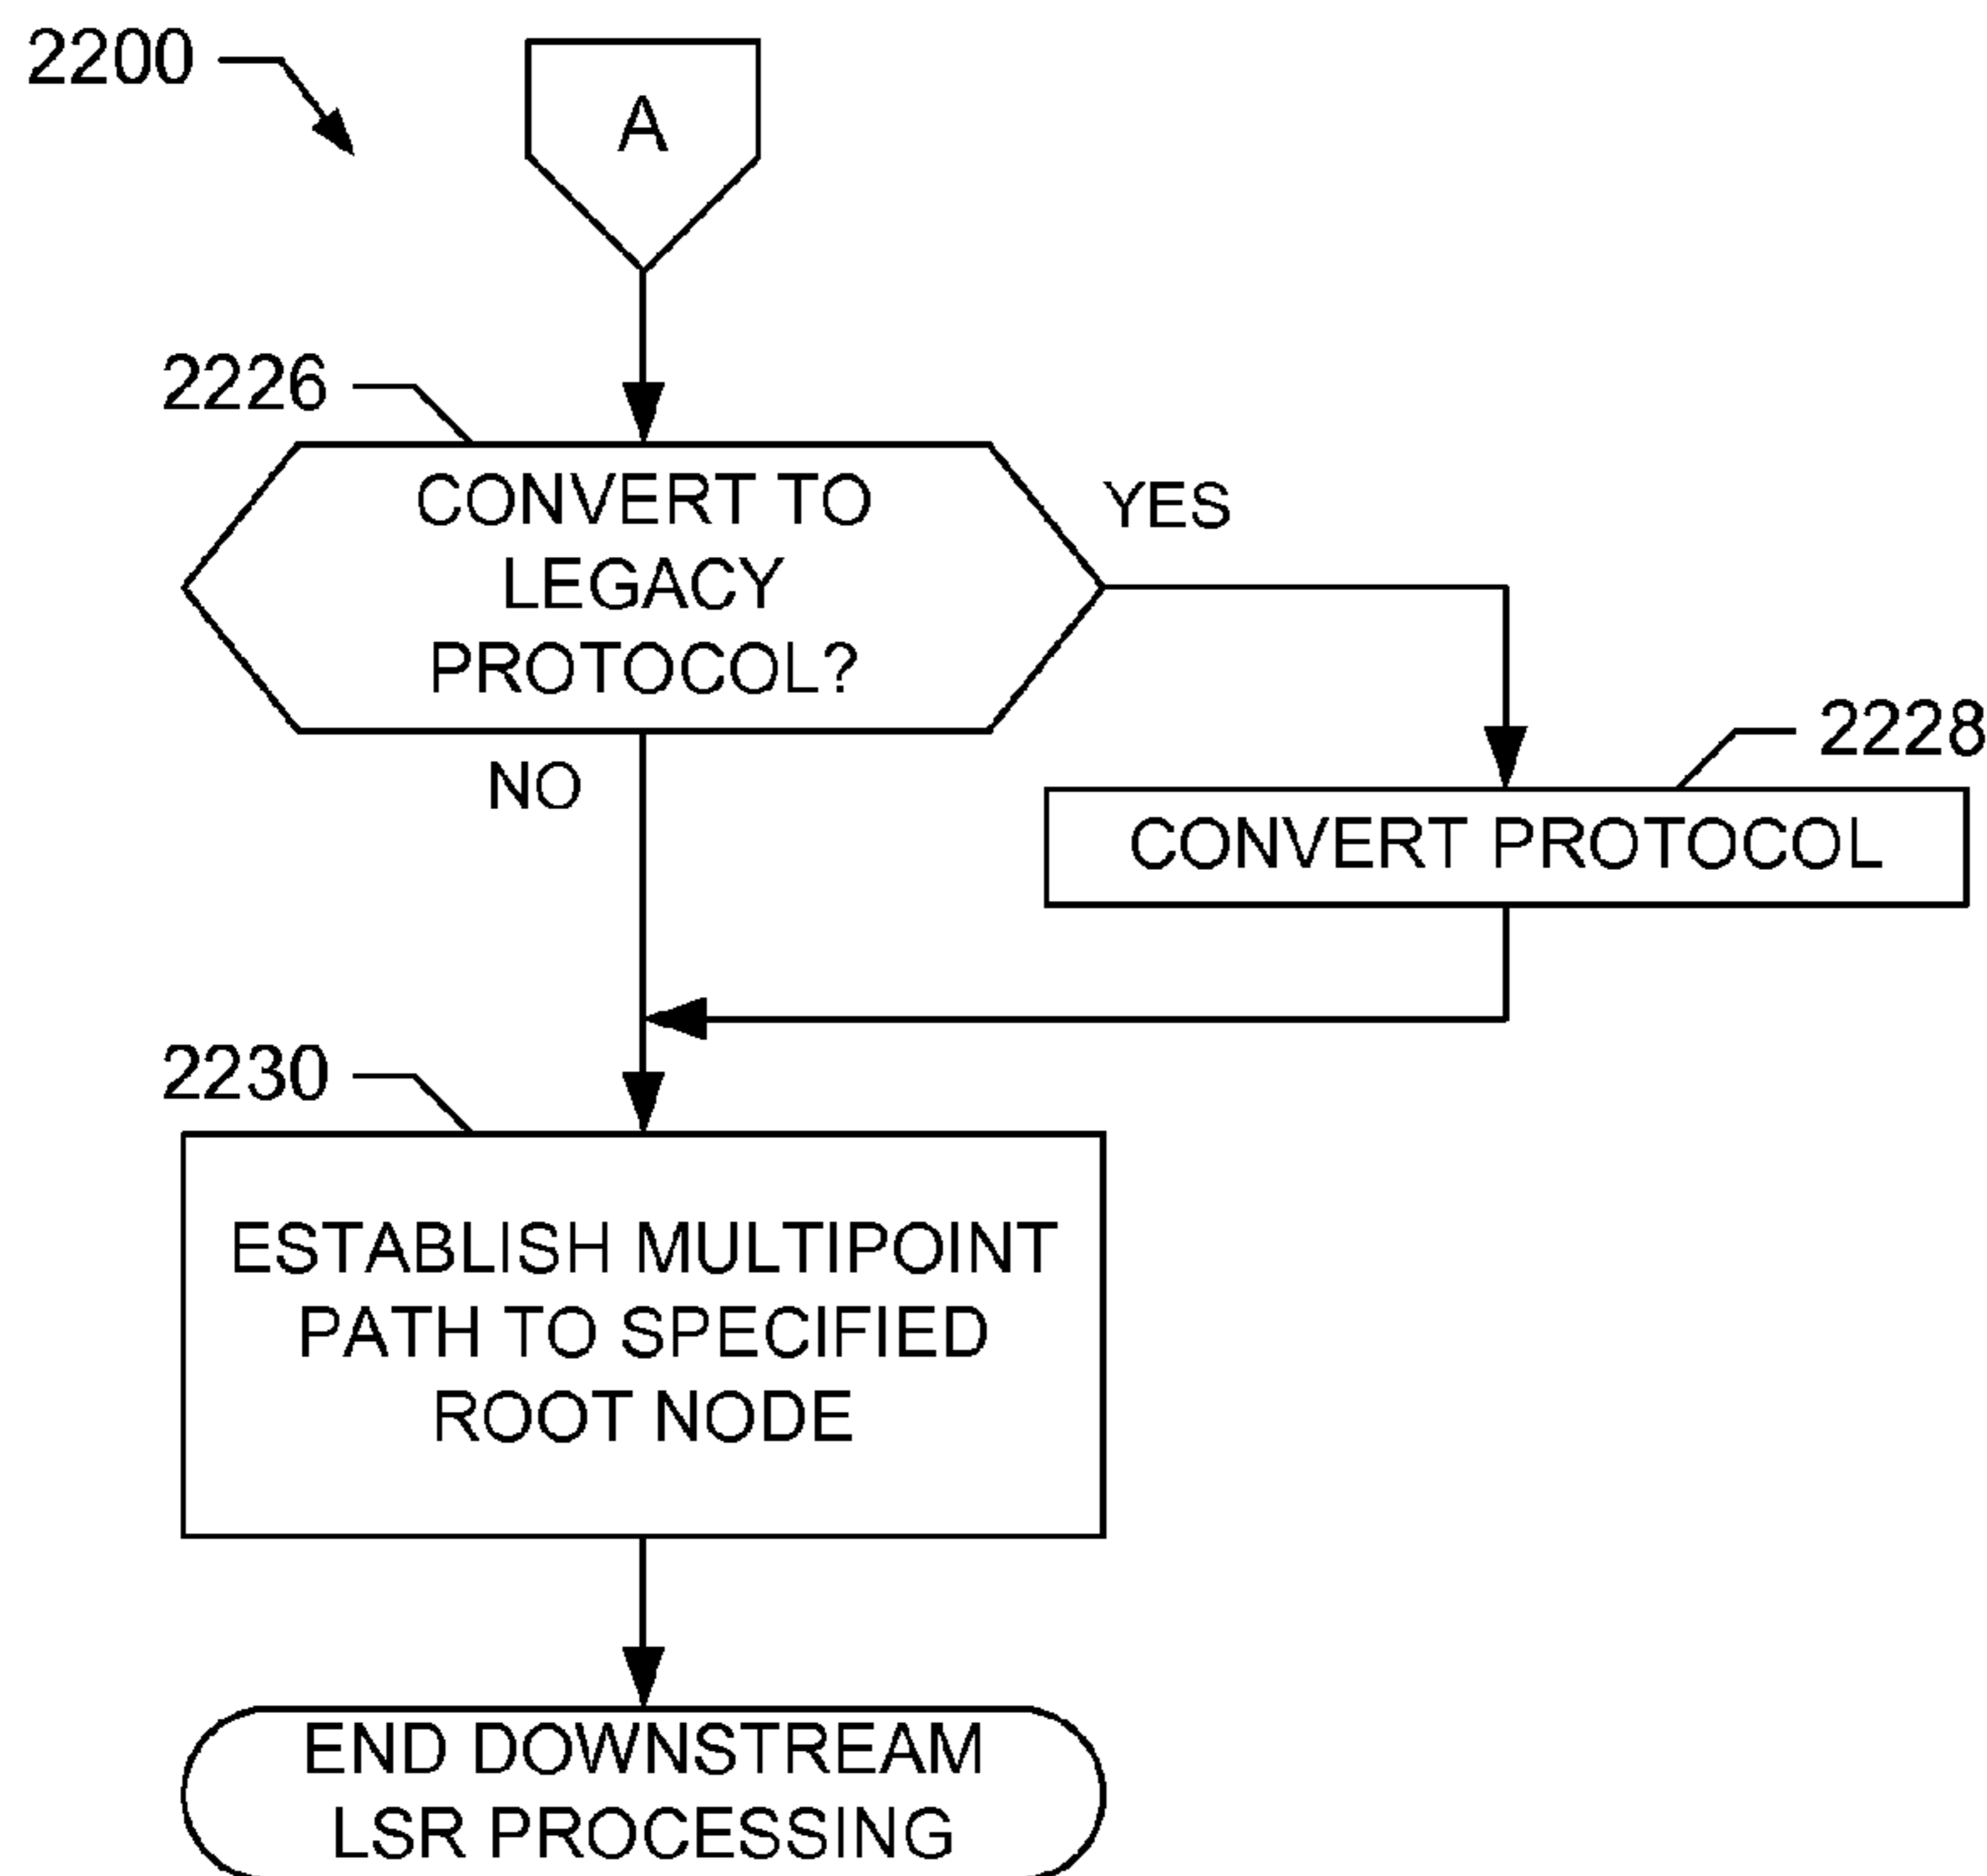 2200
A
2226
CONVERT TO
LEGACY
PROTOCOL?
YES
NO
2228
CONVERT PROTOCOL
2230
ESTABLISH MULTIPOINT
PATH TO SPECIFIED
ROOT NODE
END DOWNSTREAM
LSR PROCESSING